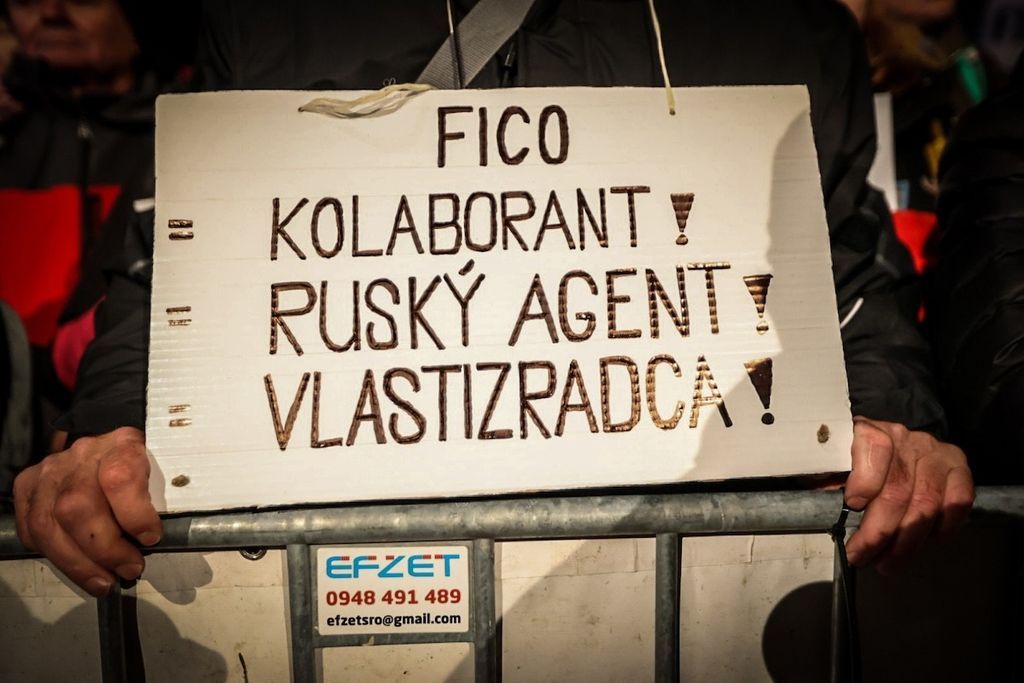 FICO
= KOLABORANT!
= RUSKÝ AGENT!
= VLASTIZRADCA!
EFZET
0948 491 489
efzetsro@gmail.com